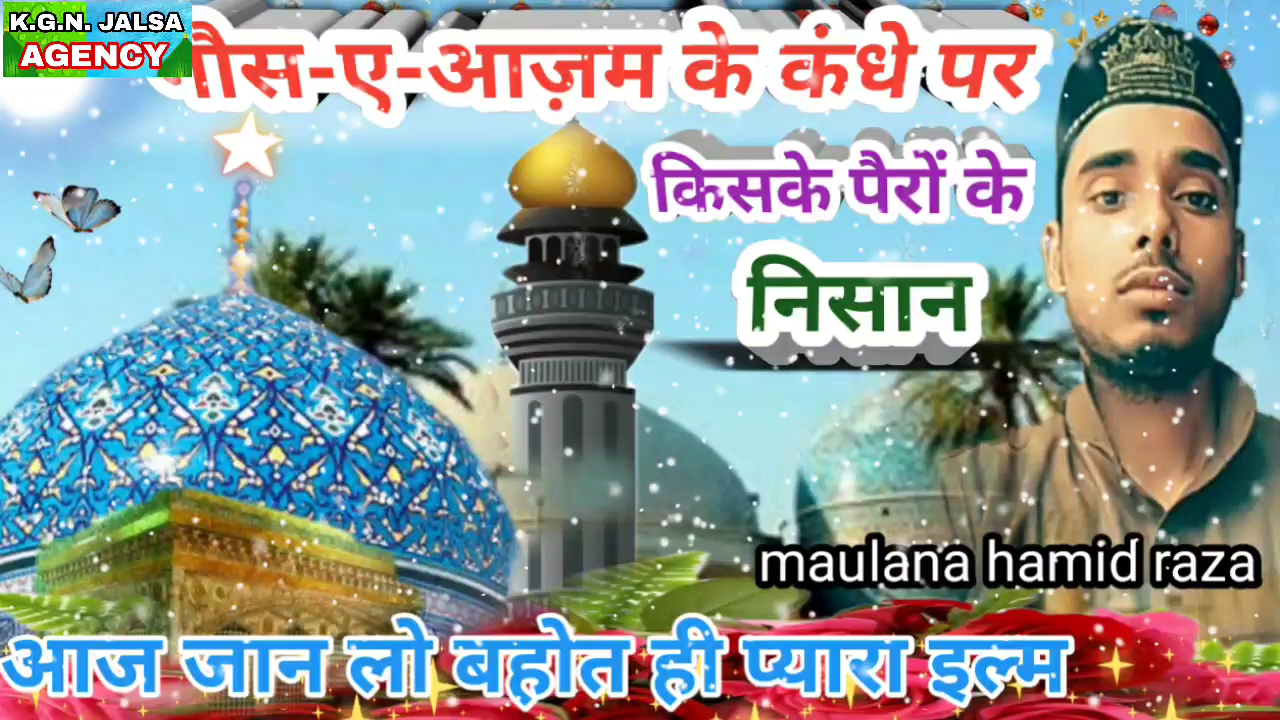 K.G.N. JALSA
AGENCY
गौस-ए-आज़म के कंधे पर
किसके पैरों के
निसान
maulana hamid raza
आज जान लो बहोत ही प्यारा इल्म